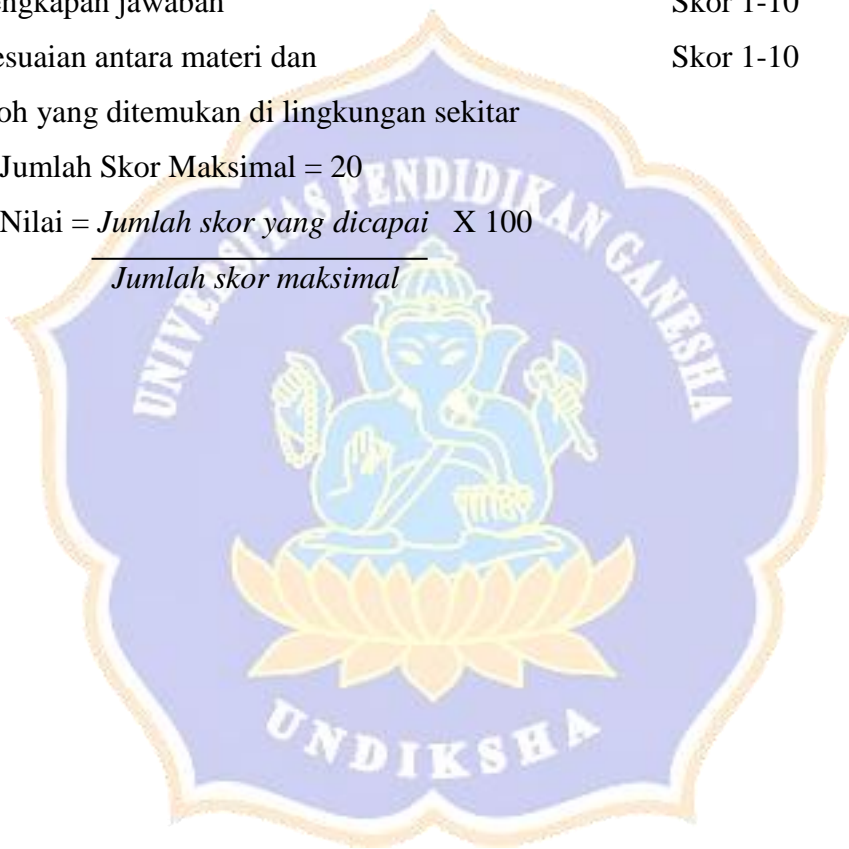 engkapan jawaban Skor 1-10
esuaian antara materi dan Skor 1-10
oh yang ditemukan di lingkungan sekitar
Jumlah Skor Maksimal = 20
Nilai = Jumlah skor yang dicapai X 100
Jumlah skor maksimal
UNIVERSITAS PENDIDIKAN GANESHA
UNDIKSHA